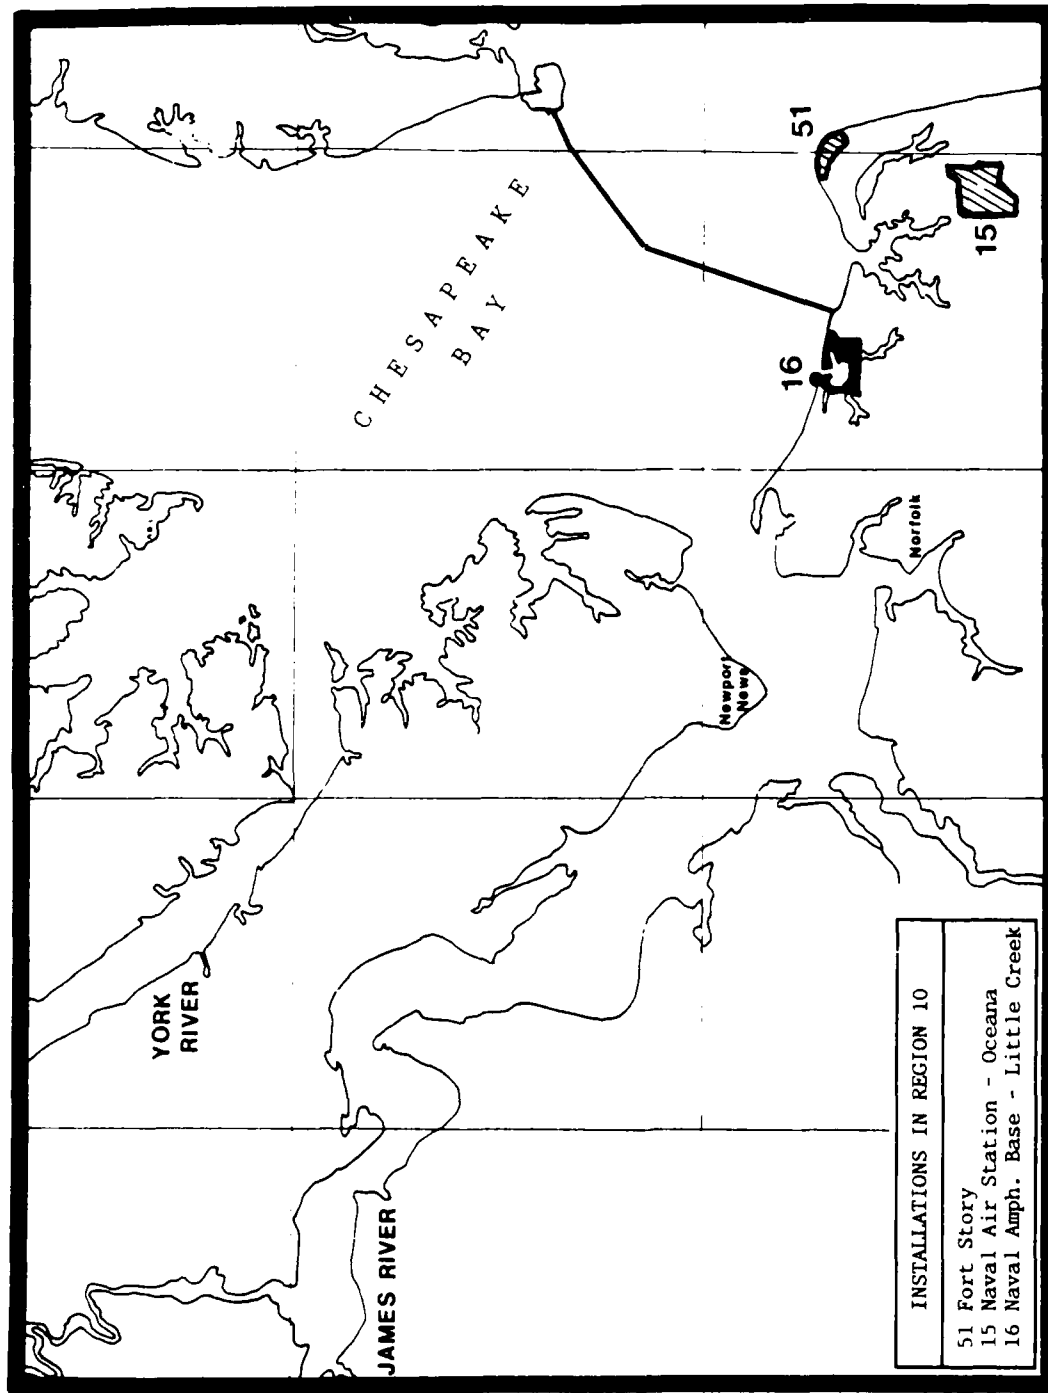 CHESAPEAKE
BAY
YORK
RIVER
JAMES RIVER
Newport
News
Norfolk
51
16
15
INSTALLATIONS IN REGION 10
51 Fort Story
15 Naval Air Station - Oceana
16 Naval Amph. Base - Little Creek